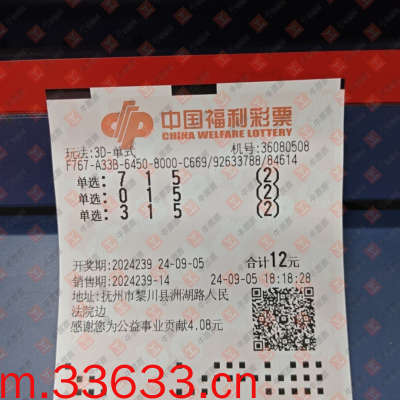 中国福利彩票
CHINA WELFARE LOTTERY
玩法:3D-单式 机号:36080508
F767-A33B-6450-8000-C669/92633788/84614
单选: 7 1 5 (2)
单选: 0 1 5 (2)
单选: 3 1 5 (2)
开奖期:2024239 24-09-05 合计12元
销售期:2024239-14 24-09-05 18:18:28
地址:抚州市黎川县洲湖路人民
法院边
感谢您为公益事业贡献4.08元
m.33633.cn